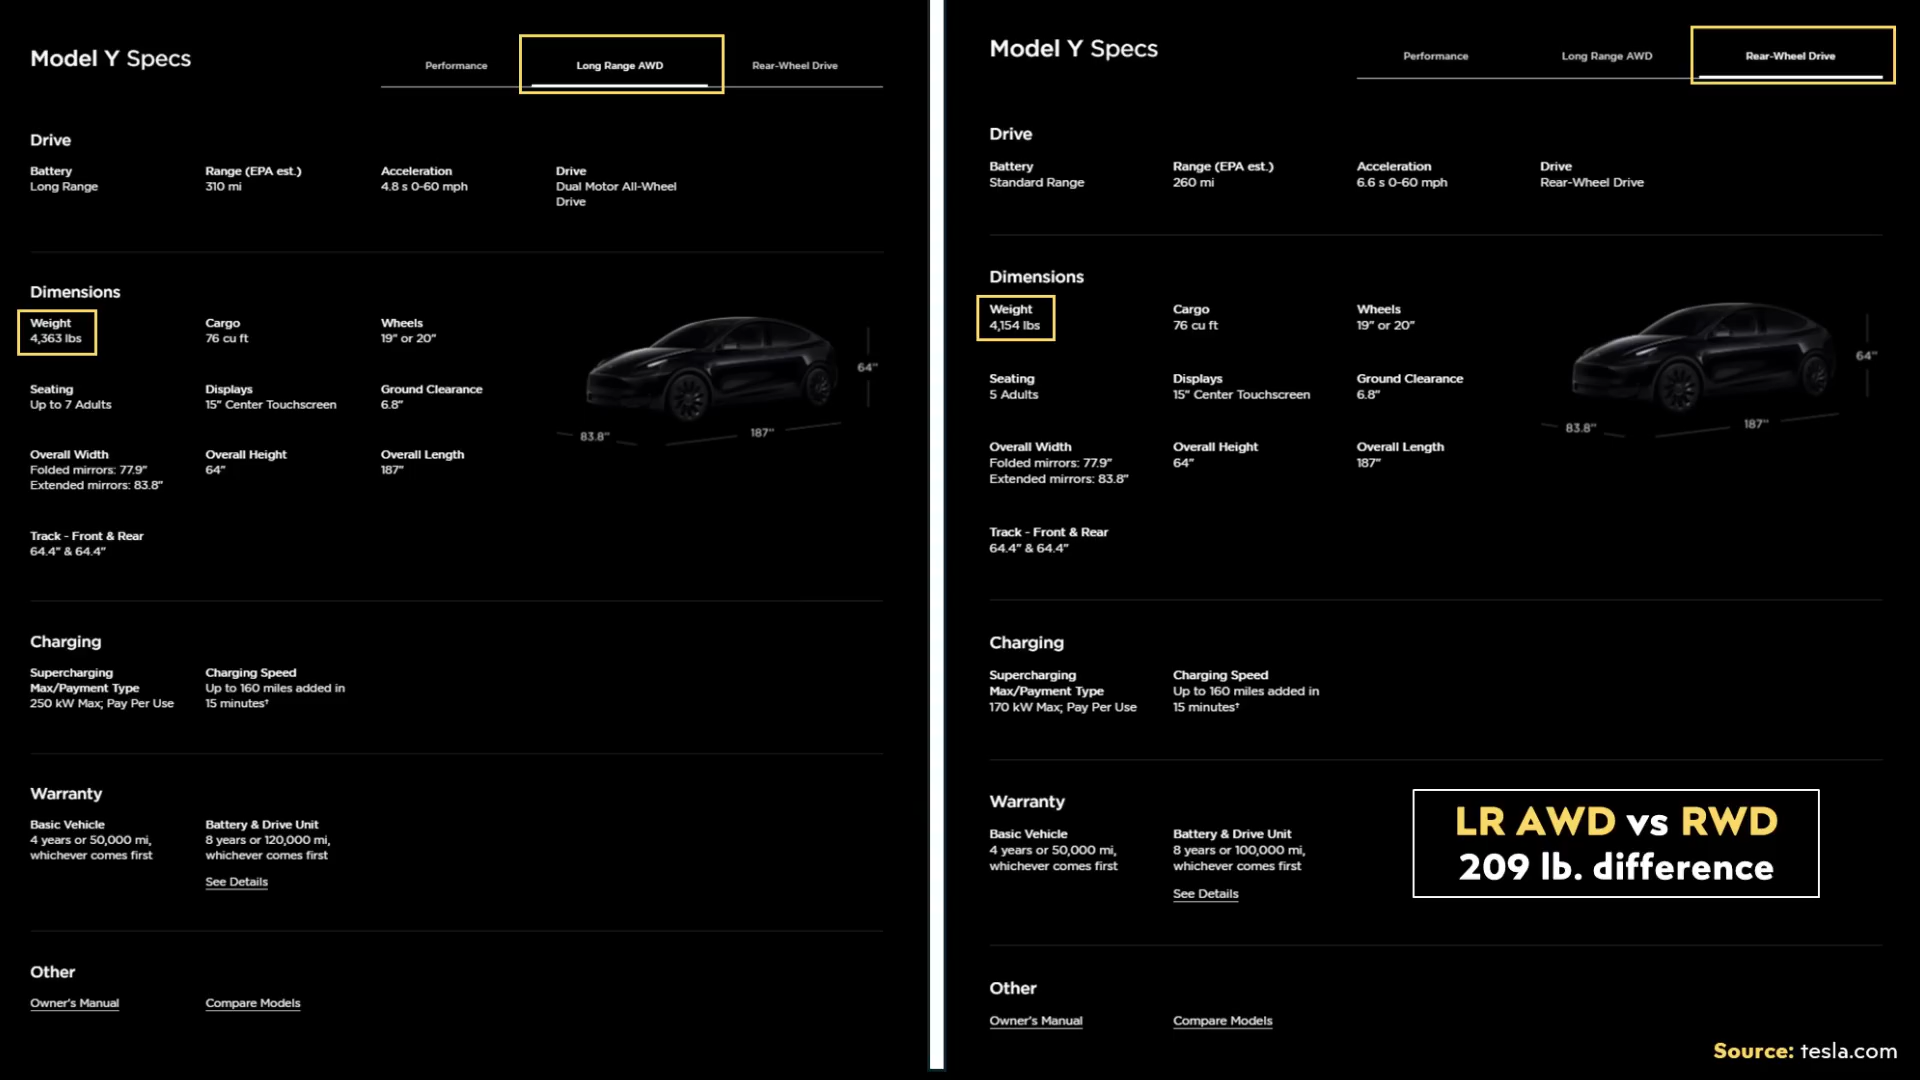 Model Y Specs
Performance
Long Range AWD
Rear-Wheel Drive
Drive
Battery
Long Range
Range (EPA est.)
310 mi
Acceleration
4.8 s 0-60 mph
Drive
Dual Motor All-Wheel
Drive
Dimensions
Weight
4,363 lbs
Cargo
76 cu ft
Wheels
19" or 20"
Seating
Up to 7 Adults
Displays
15" Center Touchscreen
Ground Clearance
6.8"
Overall Width
Folded mirrors: 77.9"
Extended mirrors: 83.8"
Overall Height
64"
Overall Length
187"
Track - Front & Rear
64.4" & 64.4"
64"
83.8"
187"
Charging
Supercharging
Max/Payment Type
250 kW Max; Pay Per Use
Charging Speed
Up to 160 miles added in
15 minutes†
Warranty
Basic Vehicle
4 years or 50,000 mi,
whichever comes first
Battery & Drive Unit
8 years or 120,000 mi,
whichever comes first
See Details
Other
Owner's Manual
Compare Models
Model Y Specs
Performance
Long Range AWD
Rear-Wheel Drive
Drive
Battery
Standard Range
Range (EPA est.)
260 mi
Acceleration
6.6 s 0-60 mph
Drive
Rear-Wheel Drive
Dimensions
Weight
4,154 lbs
Cargo
76 cu ft
Wheels
19" or 20"
Seating
5 Adults
Displays
15" Center Touchscreen
Ground Clearance
6.8"
Overall Width
Folded mirrors: 77.9"
Extended mirrors: 83.8"
Overall Height
64"
Overall Length
187"
Track - Front & Rear
64.4" & 64.4"
64"
83.8"
187"
Charging
Supercharging
Max/Payment Type
170 kW Max; Pay Per Use
Charging Speed
Up to 160 miles added in
15 minutes†
Warranty
Basic Vehicle
4 years or 50,000 mi,
whichever comes first
Battery & Drive Unit
8 years or 100,000 mi,
whichever comes first
See Details
LR AWD vs RWD
209 lb. difference
Other
Owner's Manual
Compare Models
Source: tesla.com